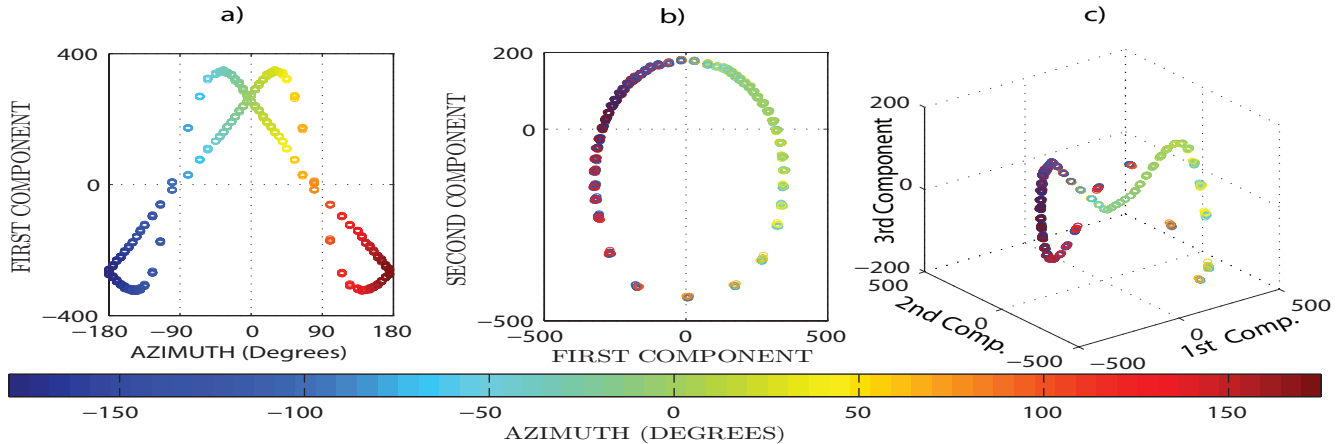 a)
FIRST COMPONENT
400
0
−400
−180
−90
0
90
180
AZIMUTH (Degrees)
b)
SECOND COMPONENT
200
0
−500
−500
0
500
FIRST COMPONENT
c)
3rd Component
200
0
−200
500
0
−500
2nd Comp.
−500
0
500
1st Comp.
−150
−100
−50
0
50
100
150
AZIMUTH (DEGREES)